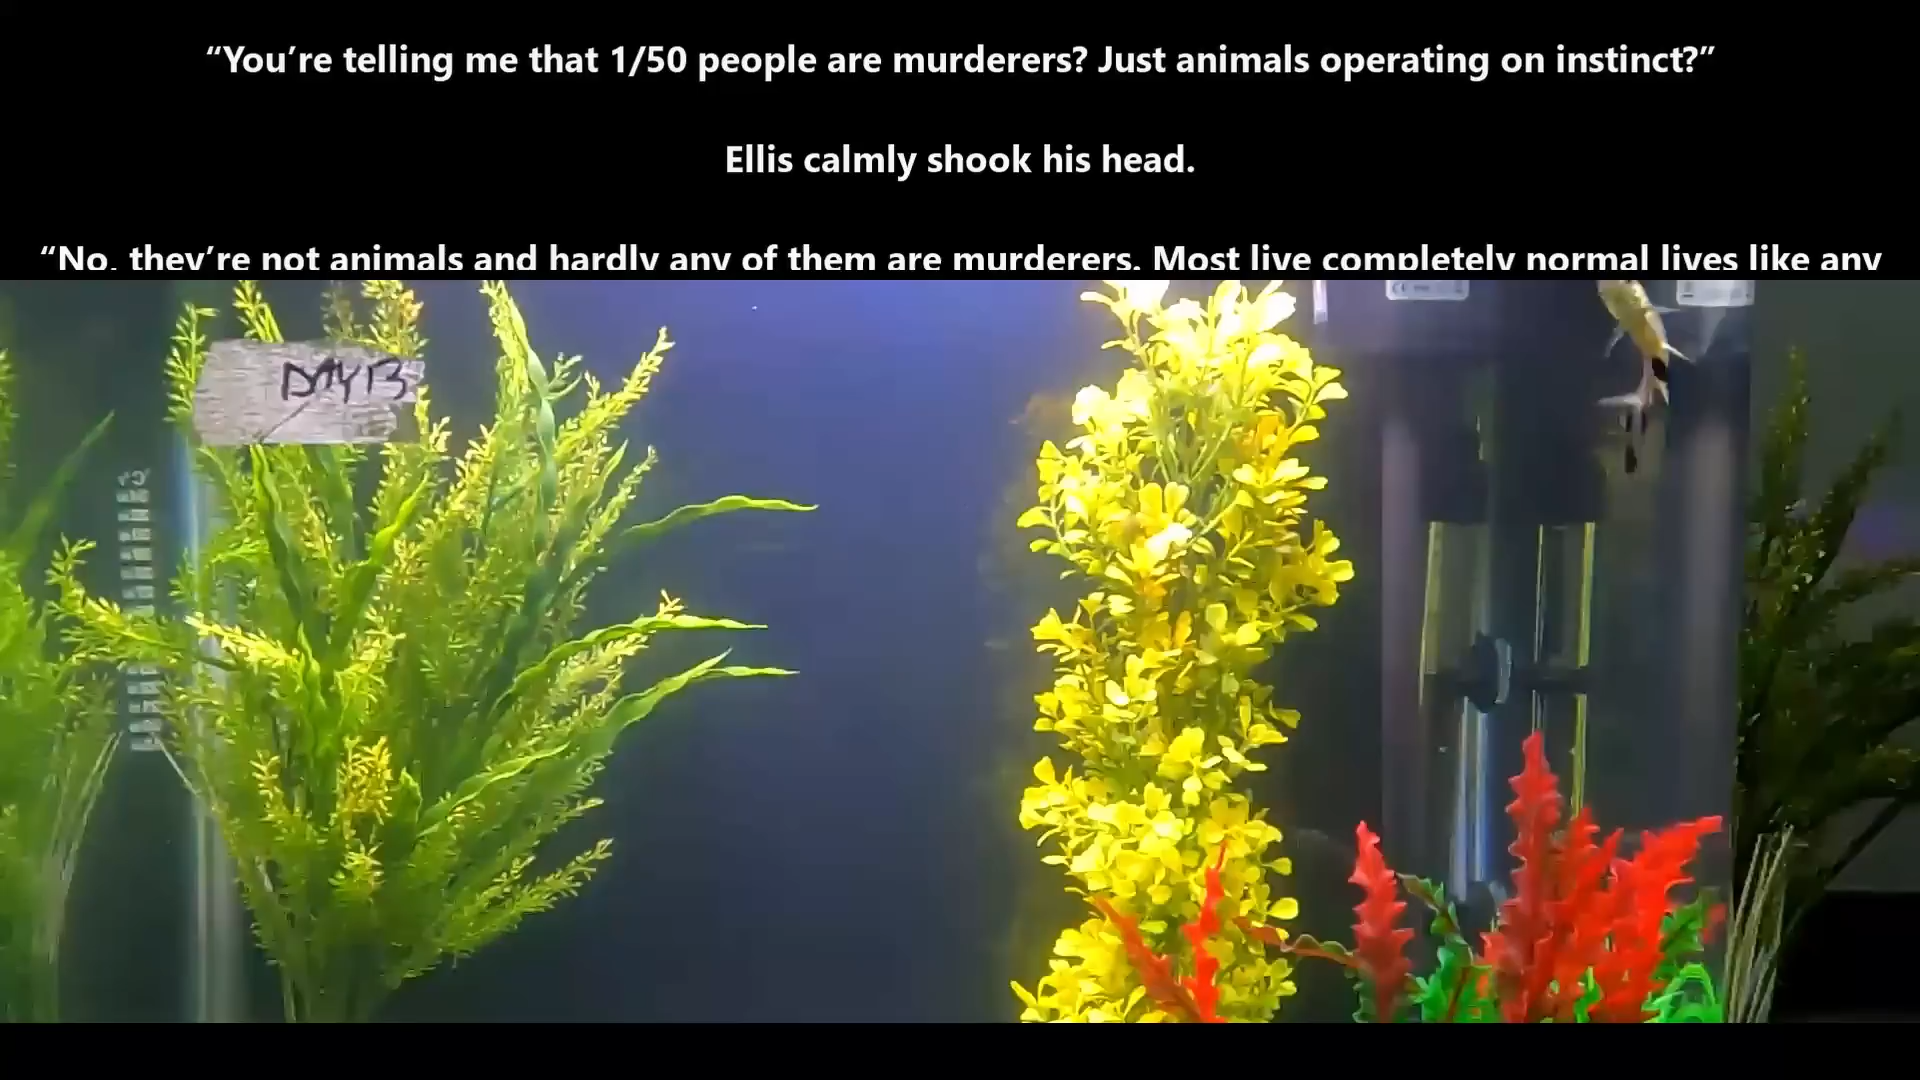 “You’re telling me that 1/50 people are murderers? Just animals operating on instinct?”
Ellis calmly shook his head.
“No, they’re not animals and hardly any of them are murderers. Most live completely normal lives like any
DAY 13